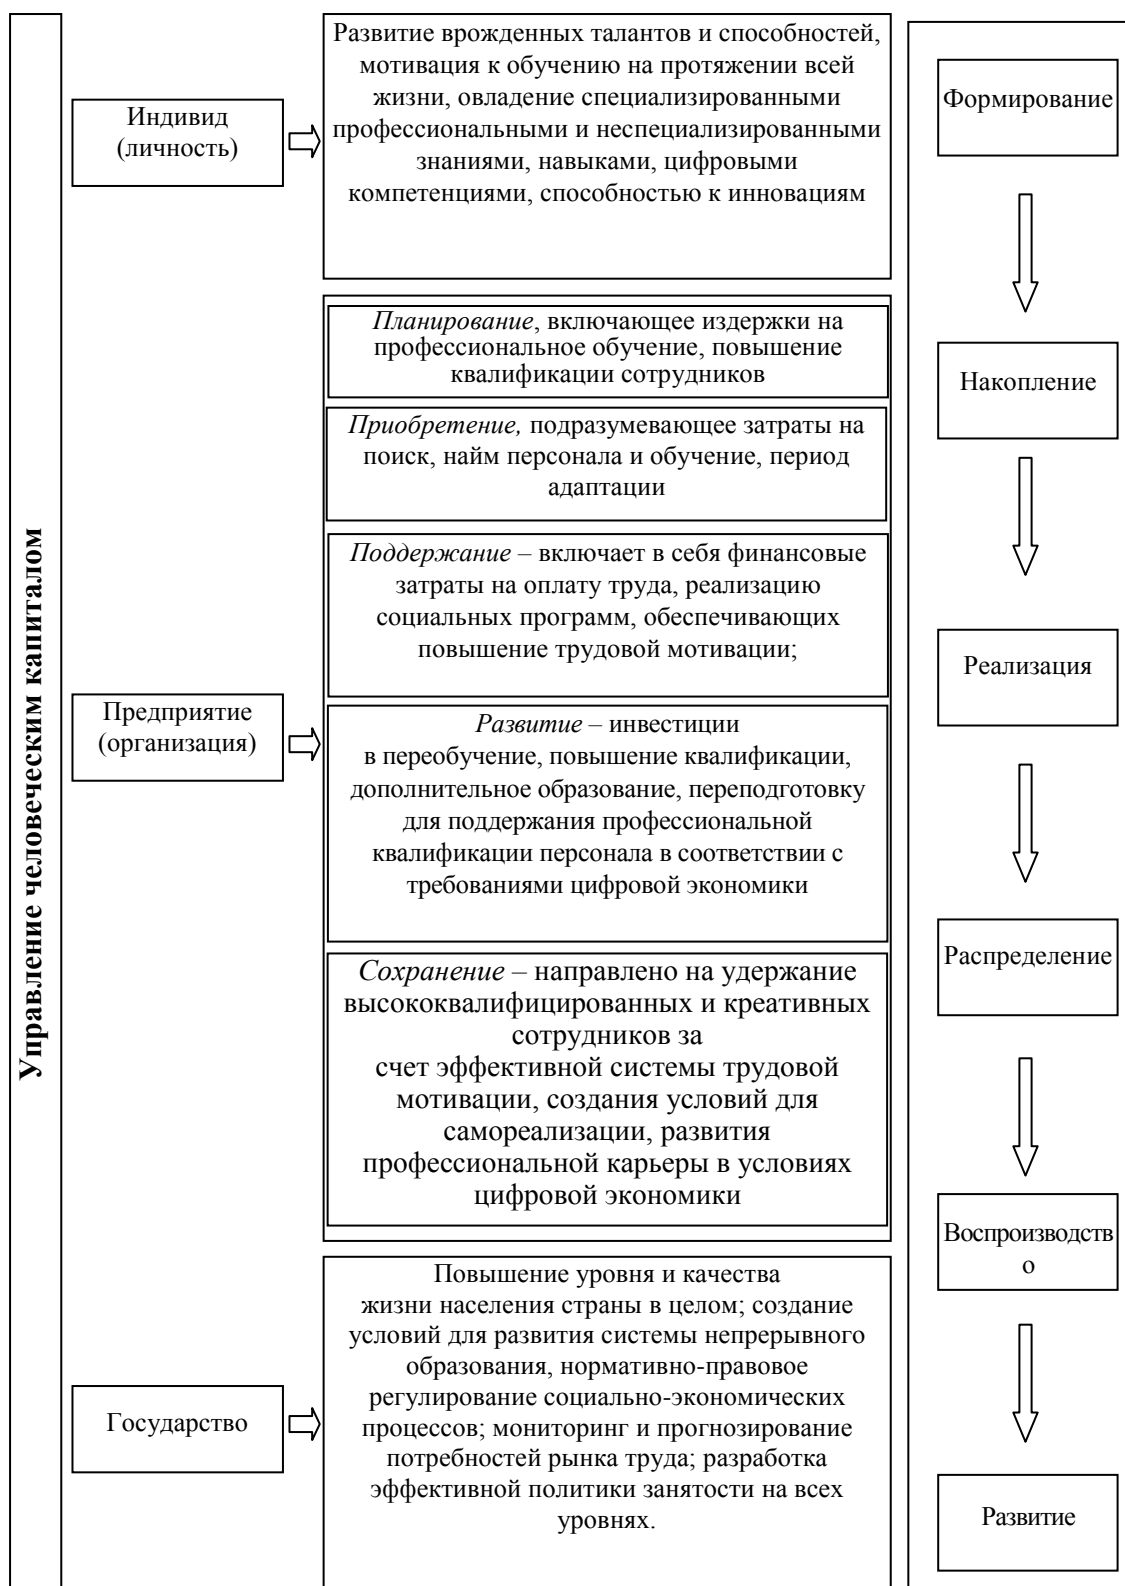 Управление человеческим капиталом
Индивид
(личность)
Развитие врожденных талантов и способностей,
мотивация к обучению на протяжении всей
жизни, овладение специализированными
профессиональными и неспециализированными
знаниями, навыками, цифровыми
компетенциями, способностью к инновациям
Предприятие
(организация)
Планирование, включающее издержки на
профессиональное обучение, повышение
квалификации сотрудников
Приобретение, подразумевающее затраты на
поиск, найм персонала и обучение, период
адаптации
Поддержание – включает в себя финансовые
затраты на оплату труда, реализацию
социальных программ, обеспечивающих
повышение трудовой мотивации;
Развитие – инвестиции
в переобучение, повышение квалификации,
дополнительное образование, переподготовку
для поддержания профессиональной
квалификации персонала в соответствии с
требованиями цифровой экономики
Сохранение – направлено на удержание
высококвалифицированных и креативных
сотрудников за
счет эффективной системы трудовой
мотивации, создания условий для
самореализации, развития
профессиональной карьеры в условиях
цифровой экономики
Государство
Повышение уровня и качества
жизни населения страны в целом; создание
условий для развития системы непрерывного
образования, нормативно-правовое
регулирование социально-экономических
процессов; мониторинг и прогнозирование
потребностей рынка труда; разработка
эффективной политики занятости на всех
уровнях.
Формирование
Накопление
Реализация
Распределение
Воспроизводств
о
Развитие